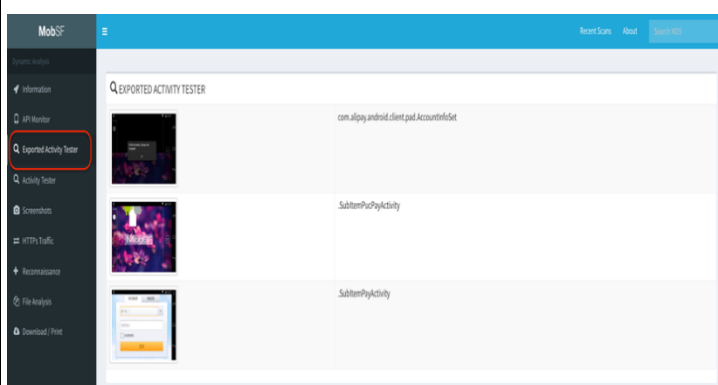 MobSF
Recent Scans
About
Search MD5
Dynamic Analysis
Information
API Monitor
Exported Activity Tester
Activity Tester
Screenshots
HTTPs Traffic
Reconnaissance
File Analysis
Download / Print
EXPORTED ACTIVITY TESTER
com.alipay.android.client.pad.AccountInfoSet
.SubItemPucPayActivity
MobSF
.SubItemPayActivity